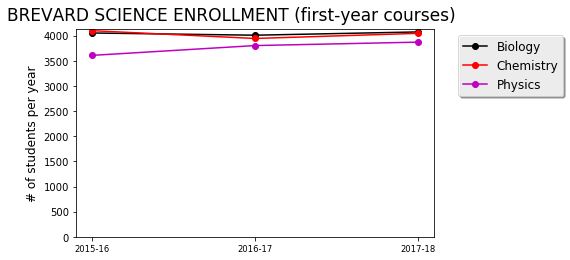 BREVARD SCIENCE ENROLLMENT (first-year courses)
# of students per year
4000
3500
3000
2500
2000
1500
1000
500
0
2015-16
2016-17
2017-18
Biology
Chemistry
Physics